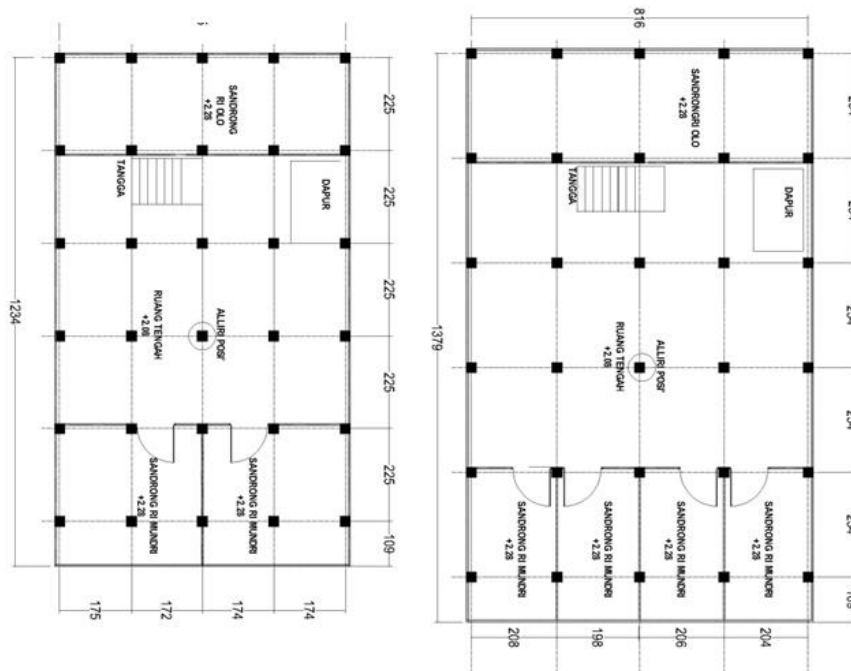 SANDRONG
RI OLO
+2.28
225
225
225
225
225
109
TANGGA
DAPUR
RUANG TENGAH
+2.08
ALLIRI POSI'
1234
SANDRONG RI MUNDRI
+2.28
SANDRONG RI MUNDRI
+2.28
175
172
174
174
816
SANDRONGRI OLO
+2.28
TANGGA
DAPUR
RUANG TENGAH
+2.08
ALLIRI POSI'
1379
SANDRONG RI MUNDRI
+2.28
SANDRONG RI MUNDRI
+2.28
SANDRONG RI MUNDRI
+2.28
SANDRONG RI MUNDRI
+2.28
208
198
206
204